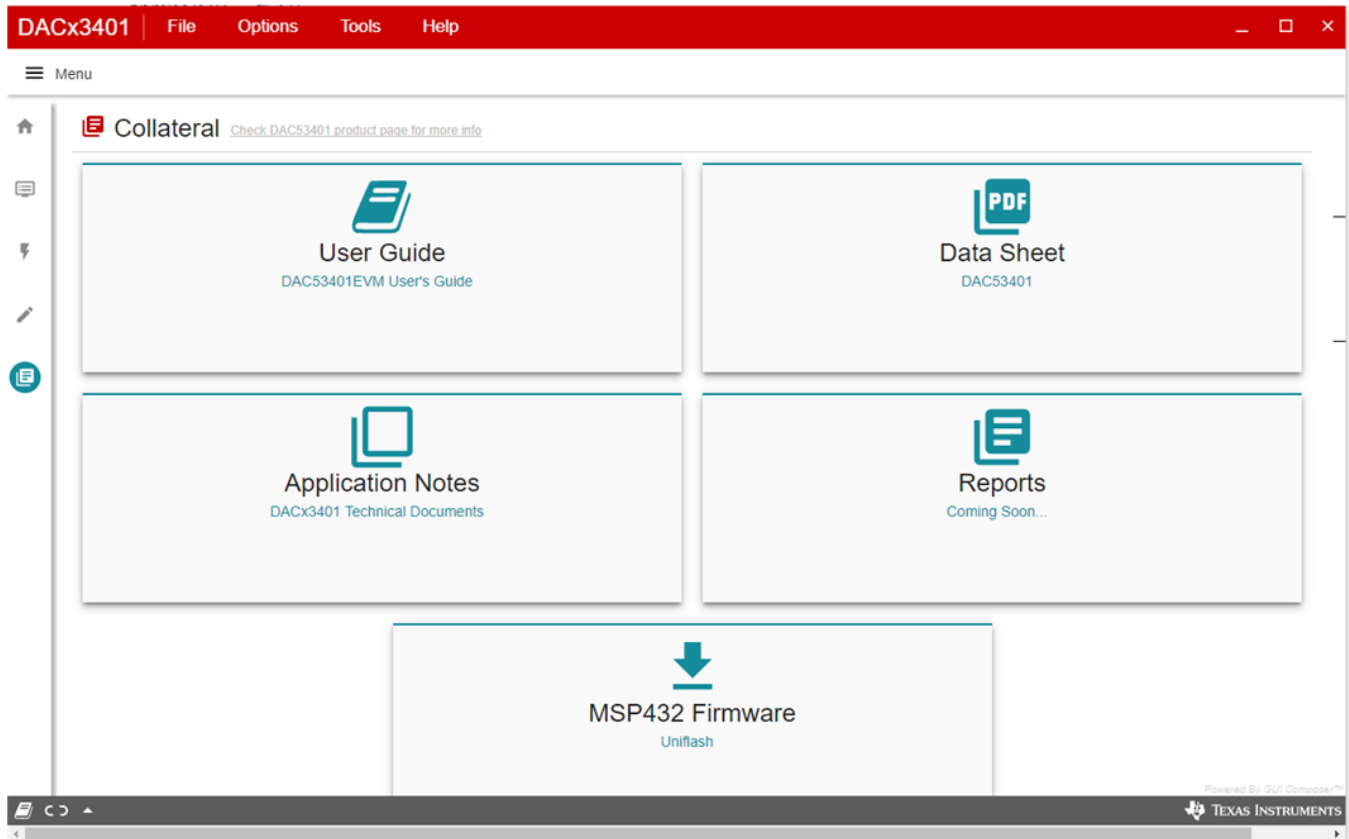 DACx3401 File Options Tools Help
Menu
Collateral Check DAC53401 product page for more info
User Guide
DAC53401EVM User's Guide
PDF
Data Sheet
DAC53401
Application Notes
DACx3401 Technical Documents
Reports
Coming Soon...
MSP432 Firmware
Uniflash
Powered By GUI Composer™
TEXAS INSTRUMENTS